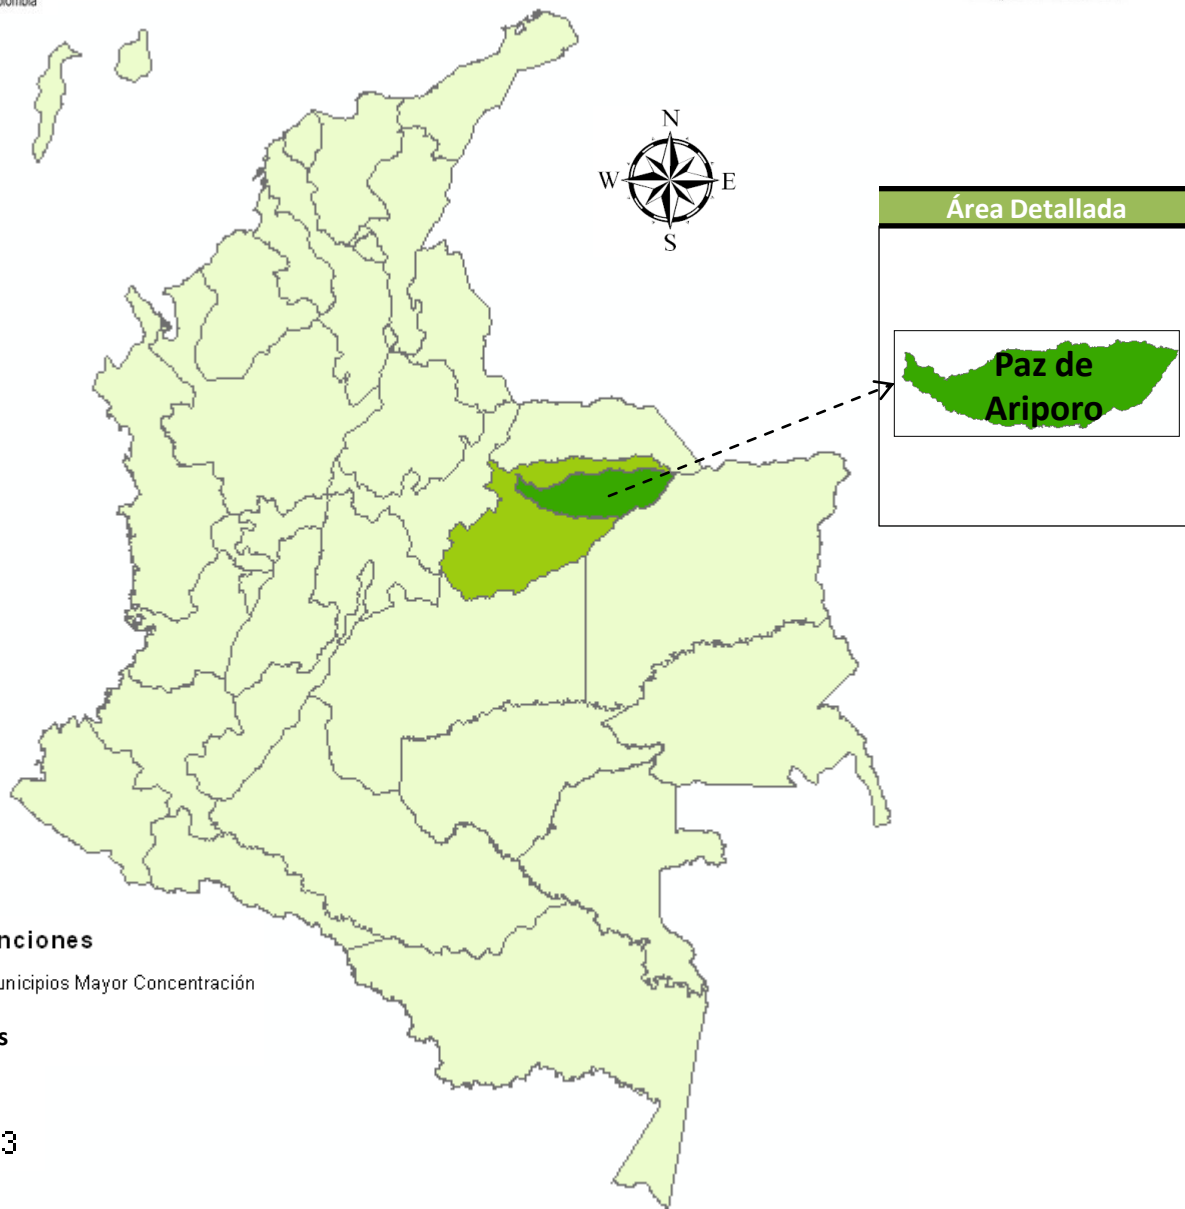 N
W E
S
Área Detallada
Paz de
Ariporo
nciones
unicipios Mayor Concentración
s
3